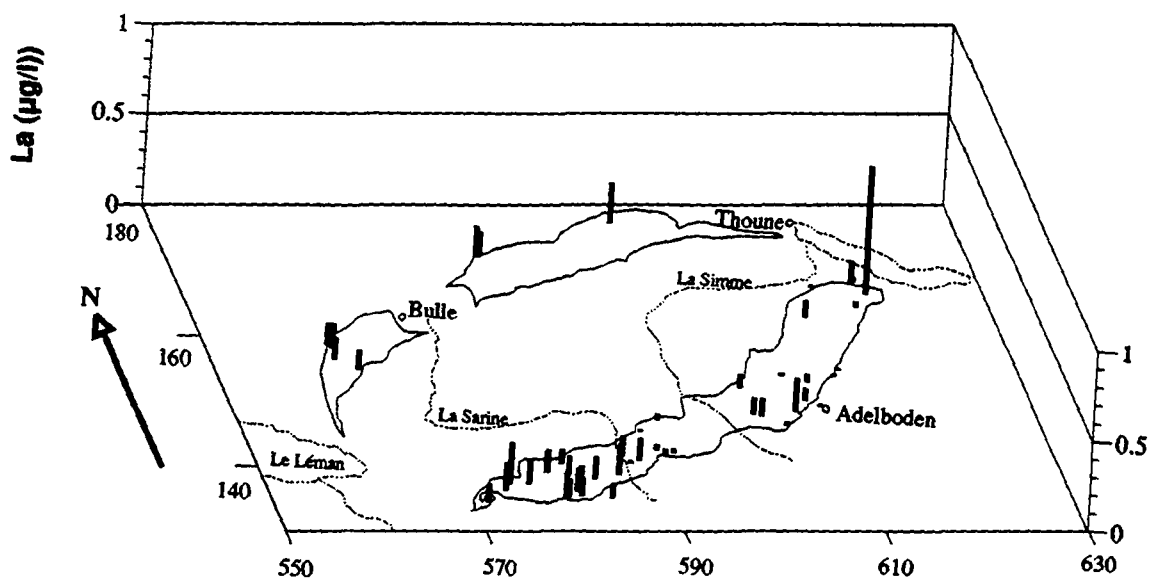 La (µg/l))
1
0.5
0
180
160
140
N
Thoune
La Simme
Bulle
La Sarine
Le Léman
Adelboden
1
0.5
0
550
570
590
610
630